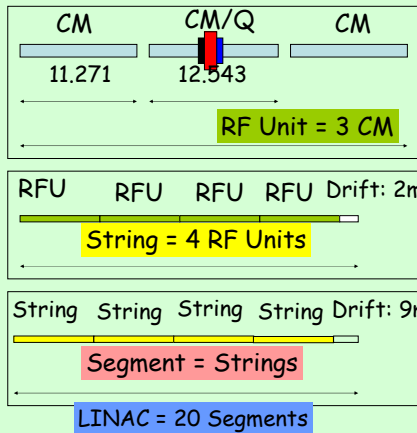 CM CM/Q CM
11.271 12.543
RF Unit = 3 CM
RFU RFU RFU RFU Drift: 2m
String = 4 RF Units
String String String String Drift: 9m
Segment = Strings
LINAC = 20 Segments